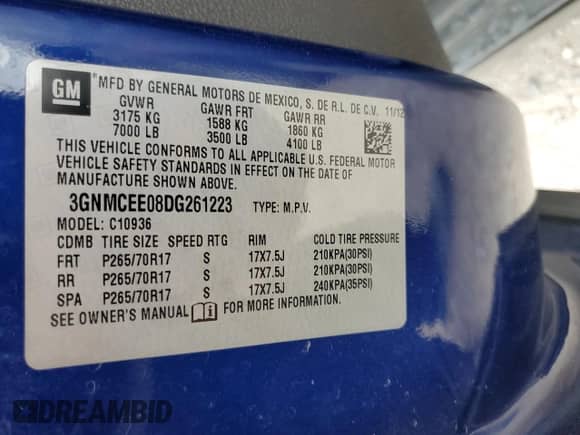 GM
*MFD BY GENERAL MOTORS DE MEXICO, S. DE R.L. DE C.V. 11/12
GVWR GAWR FRT GAWR RR
3175 KG 1588 KG 1860 KG
7000 LB 3500 LB 4100 LB
THIS VEHICLE CONFORMS TO ALL APPLICABLE U.S. FEDERAL MOTOR
VEHICLE SAFETY STANDARDS IN EFFECT ON THE DATE OF
MANUFACTURE SHOWN ABOVE.
3GNMCEE08DG261223 TYPE: M.P.V.
MODEL: C10936
CDMB TIRE SIZE SPEED RTG RIM COLD TIRE PRESSURE
FRT P265/70R17 S 17X7.5J 210KPA(30PSI)
RR P265/70R17 S 17X7.5J 210KPA(30PSI)
SPA P265/70R17 S 17X7.5J 240KPA(35PSI)
SEE OWNER'S MANUAL FOR MORE INFORMATION.
DREAMBID